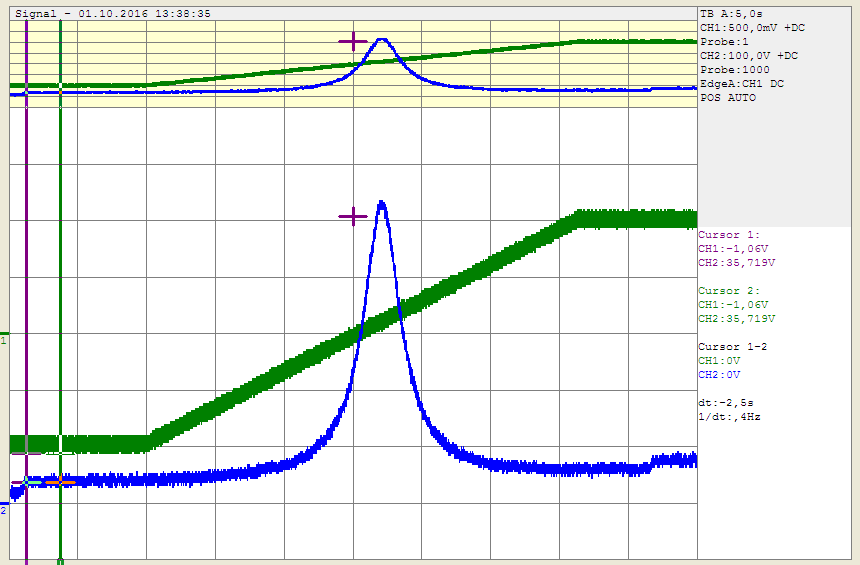 Signal - 01.10.2016 13:38:35
TB A:5,0s
CH1:500,0mV +DC
Probe:1
CH2:100,0V +DC
Probe:1000
EdgeA:CH1 DC
POS AUTO
Cursor 1:
CH1:-1,06V
CH2:35,719V
Cursor 2:
CH1:-1,06V
CH2:35,719V
Cursor 1-2
CH1:0V
CH2:0V
dt:-2,5s
1/dt:,4Hz
1
2